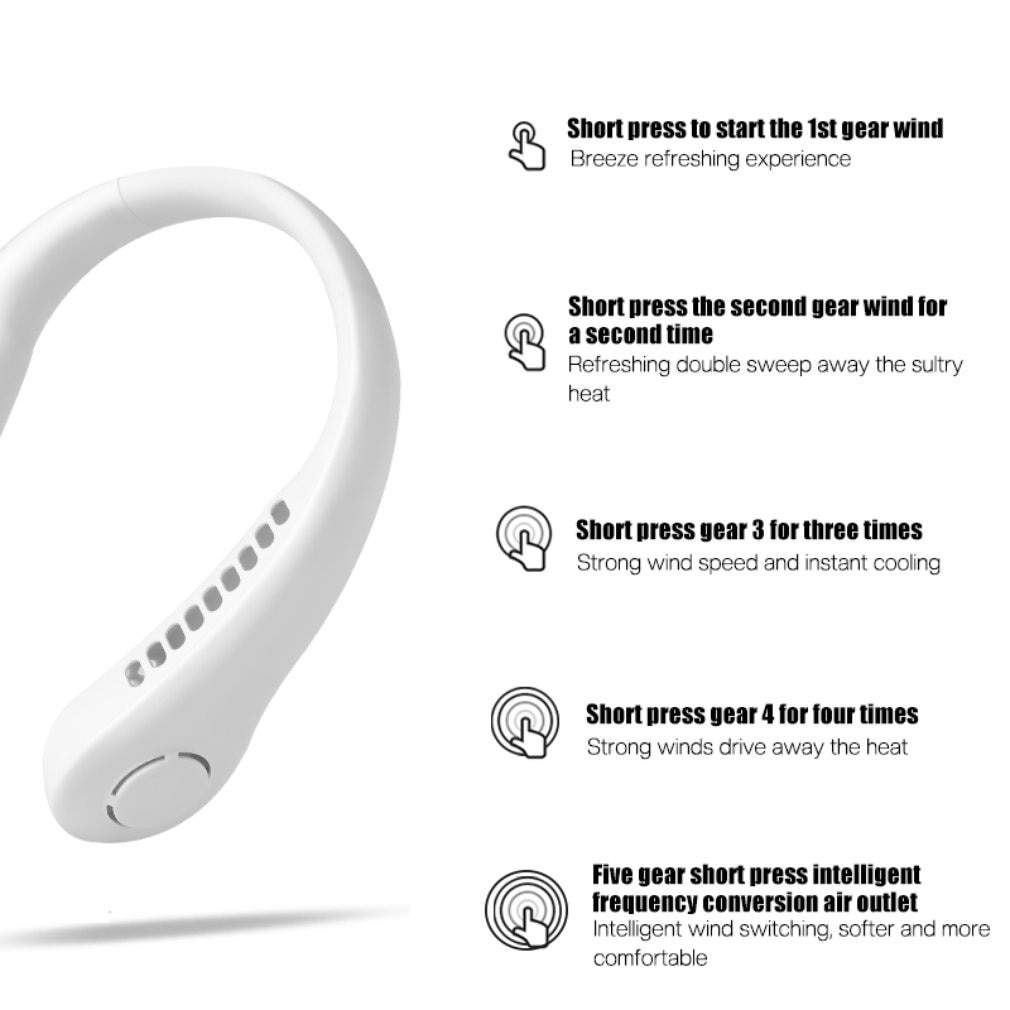 Short press to start the 1st gear wind
Breeze refreshing experience
Short press the second gear wind for
a second time
Refreshing double sweep away the sultry
heat
Short press gear 3 for three times
Strong wind speed and instant cooling
Short press gear 4 for four times
Strong winds drive away the heat
Five gear short press intelligent
frequency conversion air outlet
Intelligent wind switching, softer and more
comfortable